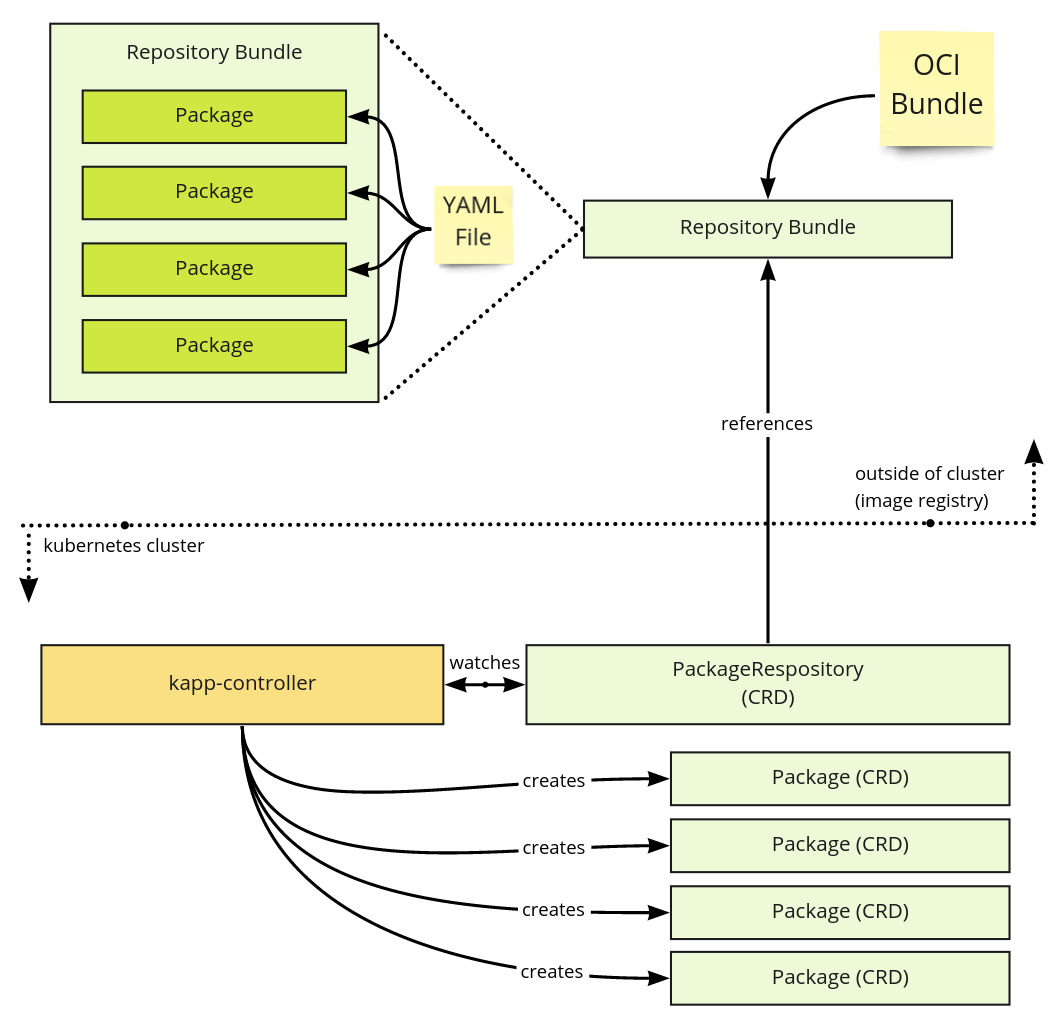 Repository Bundle
Package
Package
Package
Package
YAML
File
OCI
Bundle
Repository Bundle
references
outside of cluster
(image registry)
kubernetes cluster
kapp-controller
watches
PackageRespository
(CRD)
creates
Package (CRD)
creates
Package (CRD)
creates
Package (CRD)
creates
Package (CRD)